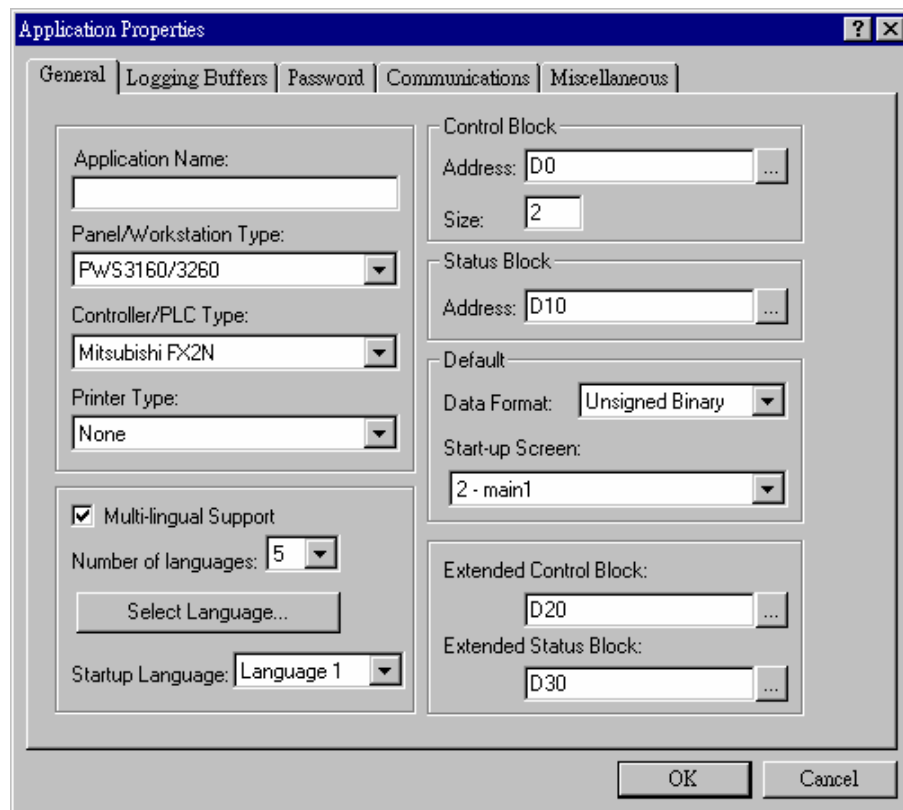 Application Properties
General
Logging Buffers
Password
Communications
Miscellaneous
Application Name:
Panel/Workstation Type:
PWS3160/3260
Controller/PLC Type:
Mitsubishi FX2N
Printer Type:
None
Multi-lingual Support
Number of languages: 5
Select Language...
Startup Language: Language 1
Control Block
Address: D0 ...
Size: 2
Status Block
Address: D10 ...
Default
Data Format: Unsigned Binary
Start-up Screen:
2 - main1
Extended Control Block:
D20 ...
Extended Status Block:
D30 ...
OK
Cancel